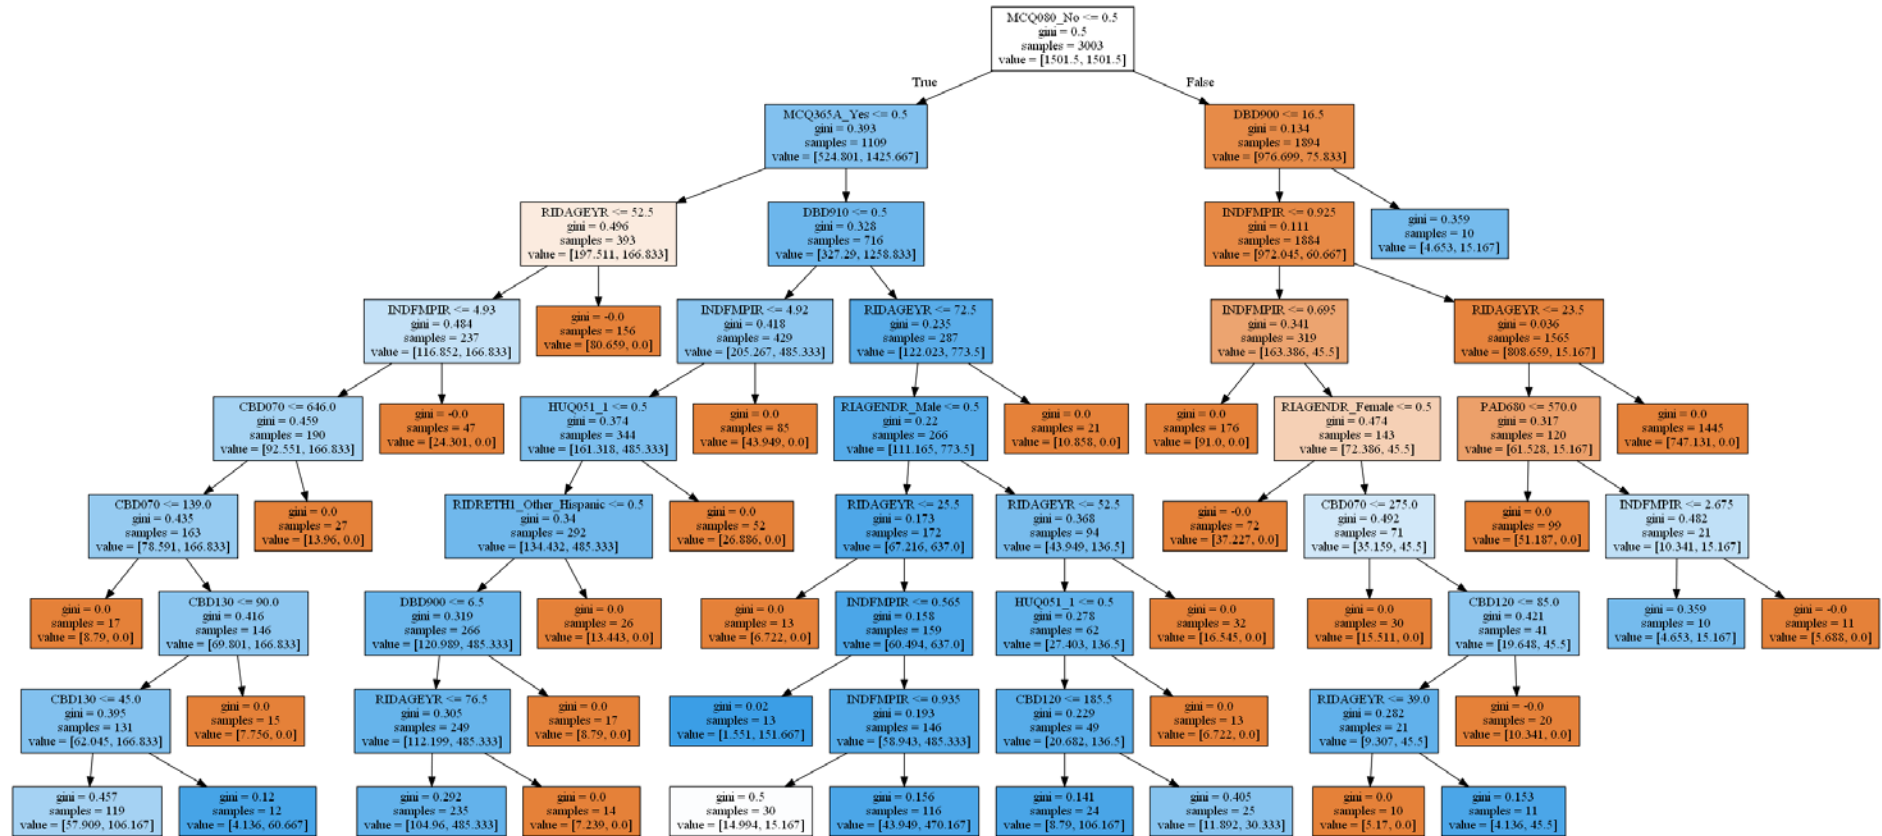 MCQ080_No <= 0.5
gini = 0.5
samples = 3003
value = [1501.5, 1501.5]
True
False
MCQ365A_Yes <= 0.5
gini = 0.393
samples = 1109
value = [524.801, 1425.667]
DBD900 <= 16.5
gini = 0.134
samples = 1894
value = [976.699, 75.833]
RIDAGEYR <= 52.5
gini = 0.496
samples = 393
value = [197.511, 166.833]
DBD910 <= 0.5
gini = 0.328
samples = 716
value = [327.29, 1258.833]
INDFMPIR <= 0.925
gini = 0.111
samples = 1884
value = [972.045, 60.667]
gini = 0.359
samples = 10
value = [4.653, 15.167]
INDFMPIR <= 4.93
gini = 0.484
samples = 237
value = [116.852, 166.833]
gini = -0.0
samples = 156
value = [80.659, 0.0]
INDFMPIR <= 4.92
gini = 0.418
samples = 429
value = [205.267, 485.333]
RIDAGEYR <= 72.5
gini = 0.235
samples = 287
value = [122.023, 773.5]
INDFMPIR <= 0.695
gini = 0.341
samples = 319
value = [163.386, 45.5]
RIDAGEYR <= 23.5
gini = 0.036
samples = 1565
value = [808.659, 15.167]
CBD070 <= 646.0
gini = 0.459
samples = 190
value = [92.551, 166.833]
gini = -0.0
samples = 47
value = [24.301, 0.0]
HUQ051_1 <= 0.5
gini = 0.374
samples = 344
value = [161.318, 485.333]
gini = 0.0
samples = 85
value = [43.949, 0.0]
RIAGENDR_Male <= 0.5
gini = 0.22
samples = 266
value = [111.165, 773.5]
gini = 0.0
samples = 21
value = [10.858, 0.0]
gini = 0.0
samples = 176
value = [91.0, 0.0]
RIAGENDR_Female <= 0.5
gini = 0.474
samples = 143
value = [72.386, 45.5]
PAD680 <= 570.0
gini = 0.317
samples = 120
value = [61.528, 15.167]
gini = 0.0
samples = 1445
value = [747.131, 0.0]
CBD070 <= 139.0
gini = 0.435
samples = 163
value = [78.591, 166.833]
gini = 0.0
samples = 27
value = [13.96, 0.0]
RIDRETH1_Other_Hispanic <= 0.5
gini = 0.34
samples = 292
value = [134.432, 485.333]
gini = 0.0
samples = 52
value = [26.886, 0.0]
RIDAGEYR <= 25.5
gini = 0.173
samples = 172
value = [67.216, 637.0]
RIDAGEYR <= 52.5
gini = 0.368
samples = 94
value = [43.949, 136.5]
gini = -0.0
samples = 72
value = [37.227, 0.0]
CBD070 <= 275.0
gini = 0.492
samples = 71
value = [35.159, 45.5]
gini = 0.0
samples = 99
value = [51.187, 0.0]
INDFMPIR <= 2.675
gini = 0.482
samples = 21
value = [10.341, 15.167]
gini = 0.0
samples = 17
value = [8.79, 0.0]
CBD130 <= 90.0
gini = 0.416
samples = 146
value = [69.801, 166.833]
DBD900 <= 6.5
gini = 0.319
samples = 266
value = [120.989, 485.333]
gini = 0.0
samples = 26
value = [13.443, 0.0]
gini = 0.0
samples = 13
value = [6.722, 0.0]
INDFMPIR <= 0.565
gini = 0.158
samples = 159
value = [60.494, 637.0]
HUQ051_1 <= 0.5
gini = 0.278
samples = 62
value = [27.403, 136.5]
gini = 0.0
samples = 32
value = [16.545, 0.0]
gini = 0.0
samples = 30
value = [15.511, 0.0]
CBD120 <= 85.0
gini = 0.421
samples = 41
value = [19.648, 45.5]
gini = 0.359
samples = 10
value = [4.653, 15.167]
gini = -0.0
samples = 11
value = [5.688, 0.0]
CBD130 <= 45.0
gini = 0.395
samples = 131
value = [62.045, 166.833]
gini = 0.0
samples = 15
value = [7.756, 0.0]
RIDAGEYR <= 76.5
gini = 0.305
samples = 249
value = [112.199, 485.333]
gini = 0.0
samples = 17
value = [8.79, 0.0]
gini = 0.02
samples = 13
value = [1.551, 151.667]
INDFMPIR <= 0.935
gini = 0.193
samples = 146
value = [58.943, 485.333]
CBD120 <= 185.5
gini = 0.229
samples = 49
value = [20.682, 136.5]
gini = 0.0
samples = 13
value = [6.722, 0.0]
RIDAGEYR <= 39.0
gini = 0.282
samples = 21
value = [9.307, 45.5]
gini = -0.0
samples = 20
value = [10.341, 0.0]
gini = 0.457
samples = 119
value = [57.909, 106.167]
gini = 0.12
samples = 12
value = [4.136, 60.667]
gini = 0.292
samples = 235
value = [104.96, 485.333]
gini = 0.0
samples = 14
value = [7.239, 0.0]
gini = 0.5
samples = 30
value = [14.994, 15.167]
gini = 0.156
samples = 116
value = [43.949, 470.167]
gini = 0.141
samples = 24
value = [8.79, 106.167]
gini = 0.405
samples = 25
value = [11.892, 30.333]
gini = 0.0
samples = 10
value = [5.17, 0.0]
gini = 0.153
samples = 11
value = [4.136, 45.5]